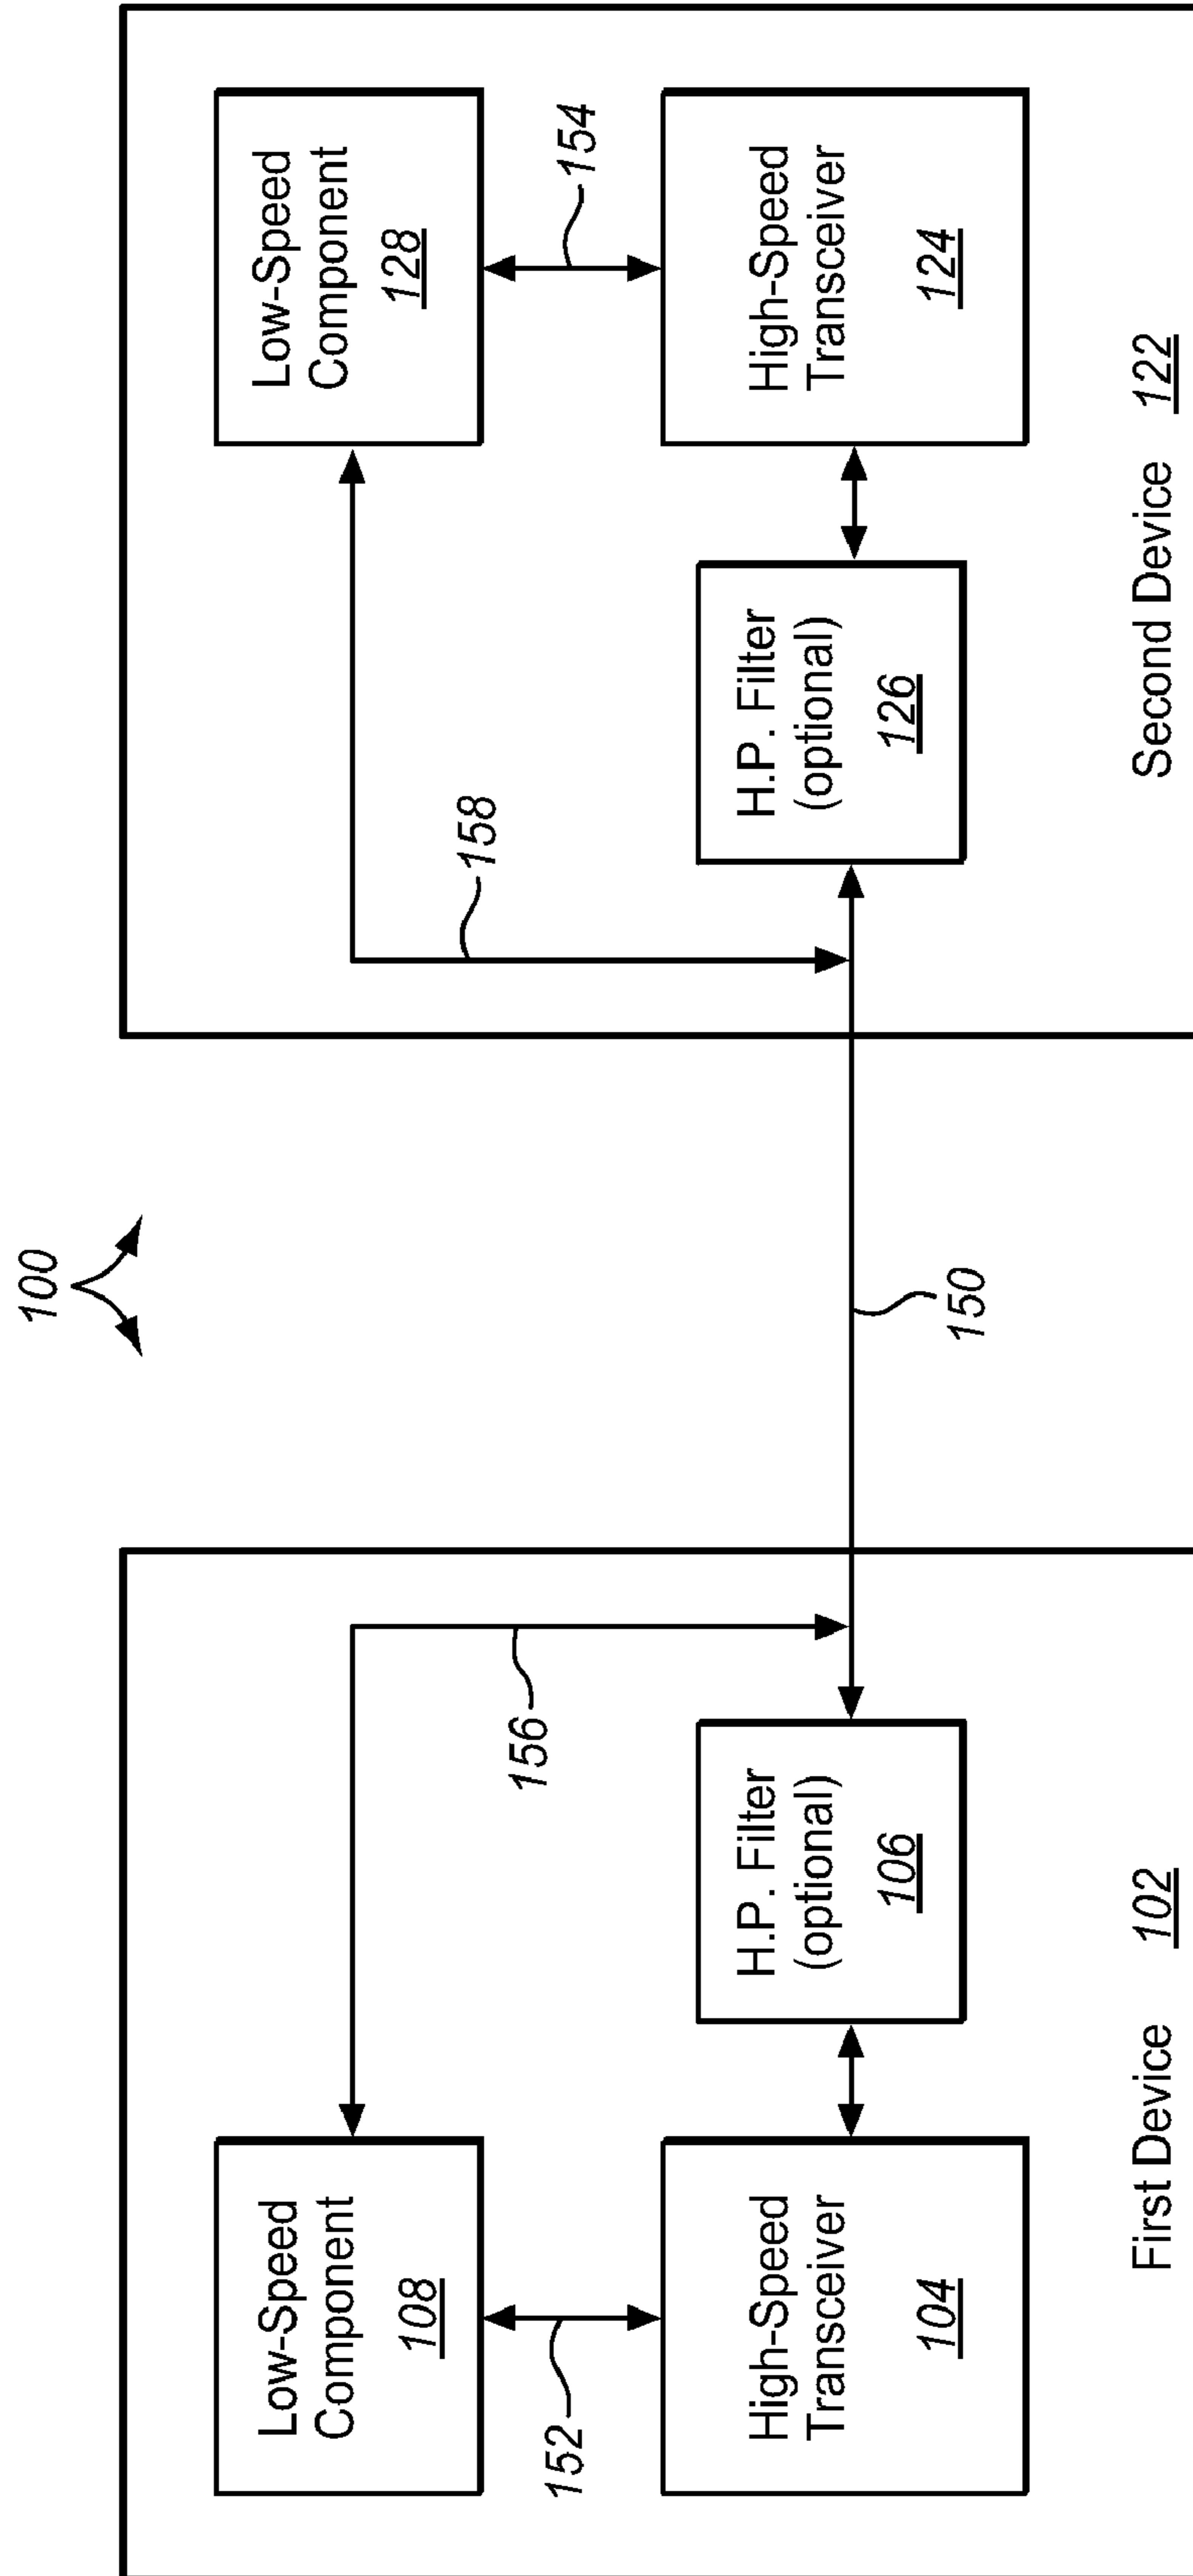 100
Low-Speed
Component
108
152
High-Speed
Transceiver
104
H.P. Filter
(optional)
106
156
First Device 102
150
158
H.P. Filter
(optional)
126
Low-Speed
Component
128
154
High-Speed
Transceiver
124
Second Device 122